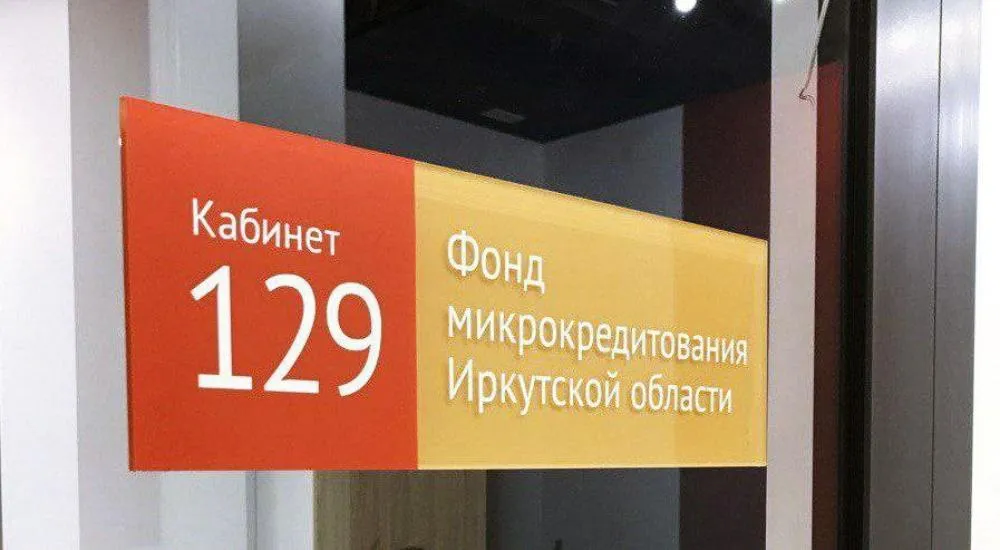 Кабинет
129
Фонд
микрокредитования
Иркутской области